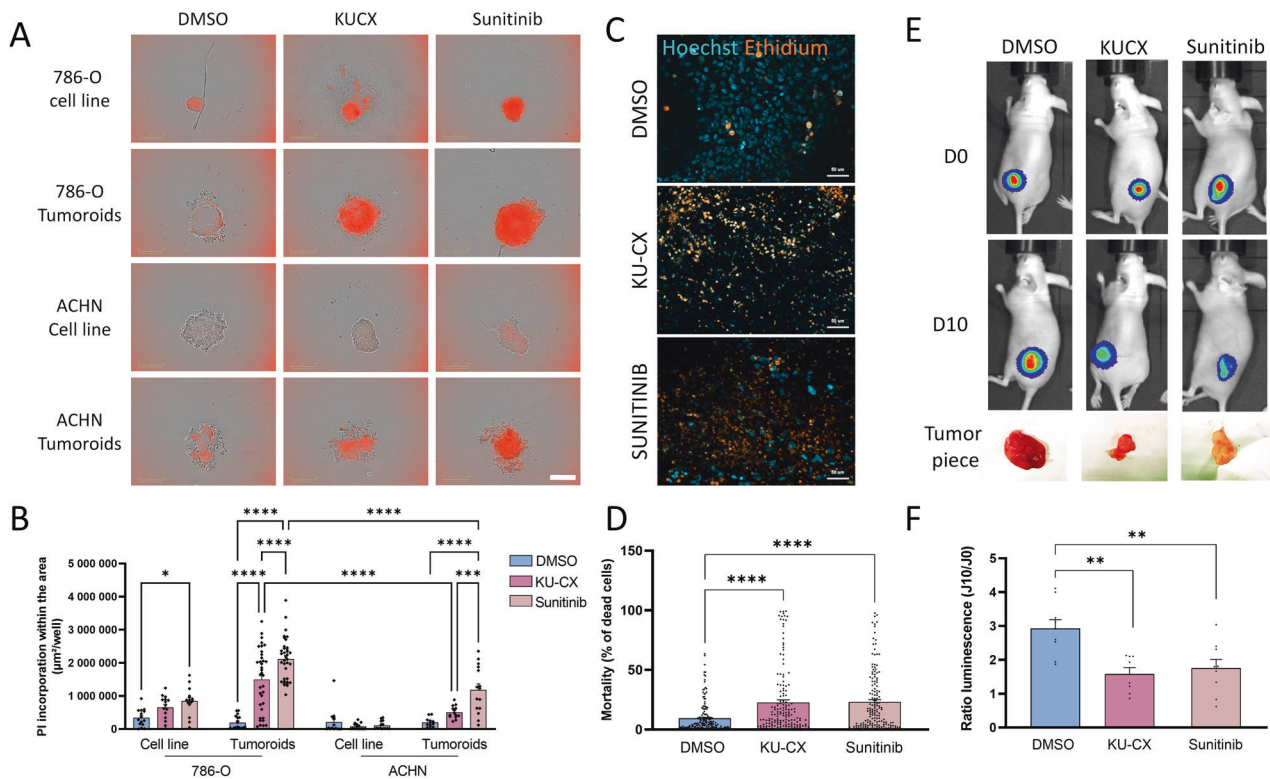 A
DMSO
KUCX
Sunitinib
786-O
cell line
786-O
Tumoroids
ACHN
Cell line
ACHN
Tumoroids
B
PI incorporation within the area
(µm²/well)
5 000 000
4 000 000
3 000 000
2 000 000
1 000 000
0
*
****
****
****
****
****
****
***
DMSO
KU-CX
Sunitinib
Cell line
Tumoroids
Cell line
Tumoroids
786-O
ACHN
C
Hoechst Ethidium
DMSO
50 um
KU-CX
50 um
SUNITINIB
50 um
D
Mortality (% of dead cells)
150
100
50
0
****
****
DMSO
KU-CX
Sunitinib
E
DMSO
KUCX
Sunitinib
D0
D10
Tumor
piece
F
Ratio luminescence (J10/J0)
5
4
3
2
1
0
**
**
DMSO
KU-CX
Sunitinib